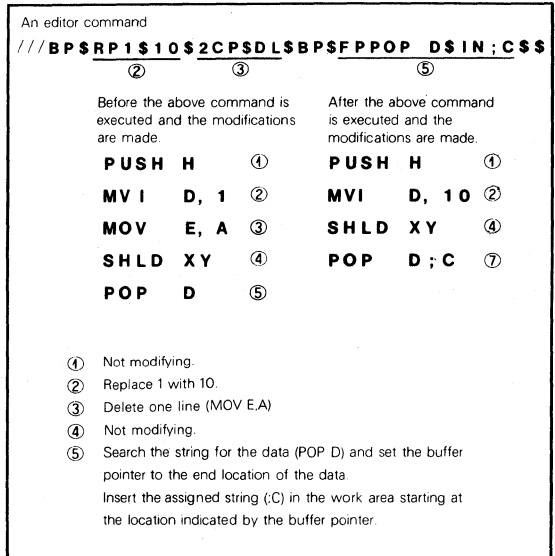 An editor command
///BP$RP1$10$2CP$DL$BP$FPPOP D$IN;C$$
② ③ ⑤
Before the above command is executed and the modifications are made.
After the above command is executed and the modifications are made.
PUSH H ① PUSH H ①
MVI D, 1 ② MVI D, 10 ②
MOV E, A ③ SHLD XY ④
SHLD XY ④ POP D ;C ⑦
POP D ⑤
① Not modifying.
② Replace 1 with 10.
③ Delete one line (MOV E,A)
④ Not modifying.
⑤ Search the string for the data (POP D) and set the buffer
pointer to the end location of the data.
Insert the assigned string (;C) in the work area starting at
the location indicated by the buffer pointer.